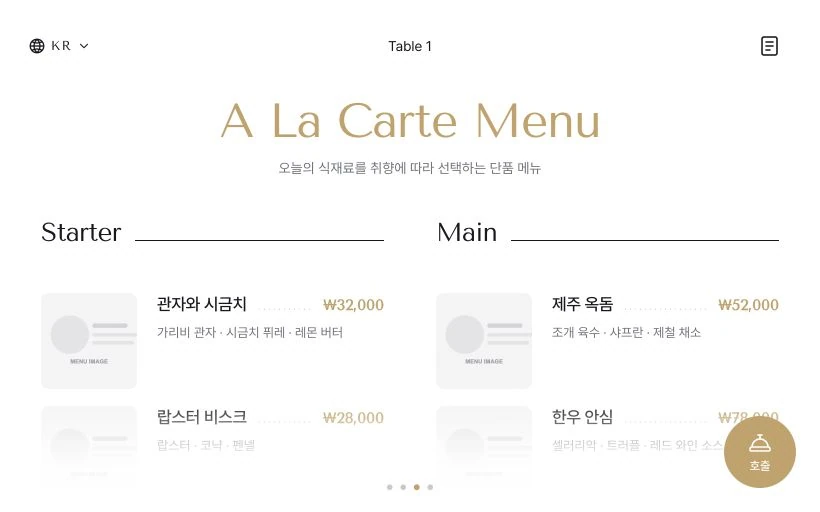 KR
Table 1
A La Carte Menu
오늘의 식재료를 취향에 따라 선택하는 단품 메뉴
Starter
MENU IMAGE
관자와 시금치 ₩32,000
가리비 관자 · 시금치 퓌레 · 레몬 버터
랍스터 비스크 ₩28,000
랍스터 · 코냑 · 펜넬
Main
MENU IMAGE
제주 옥돔 ₩52,000
조개 육수 · 샤프란 · 제철 채소
한우 안심
셀러리악 · 트러플 · 레드 와인 소스
호출